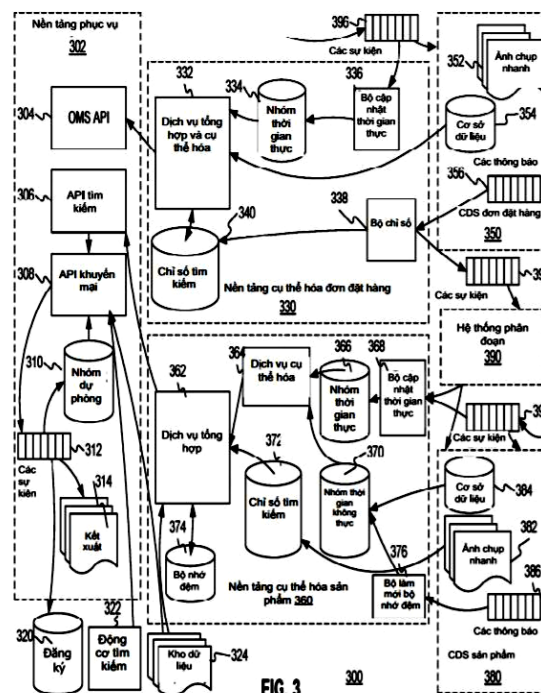 Nền tảng phục vụ
302
304
OMS API
306
API tìm
kiếm
308
API khuyến
mại
310
Nhóm
dự
phòng
312
Các sự
kiện
314
Kết
xuất
320
Đăng
ký
322
Động
cơ tìm
kiếm
Kho dữ
liệu
324
332
Dịch vụ tổng
hợp và cụ
thể hóa
334
Nhóm
thời
gian
thực
336
Bộ cập nhật
thời gian
thực
396
Các sự kiện
338
Bộ chỉ số
340
Chỉ số tìm
kiếm
Nền tảng cụ thể hóa đơn đặt hàng
330
352
Ảnh chụp
nhanh
Cơ sở
dữ liệu
354
Các thông báo
356
CDS đơn đặt hàng
350
Các sự kiện
Hệ thống phân
đoạn
390
Các sự
kiện
362
Dịch vụ tổng
hợp
364
Dịch vụ cụ
thể hóa
366
Nhóm
thời gian
thực
368
Bộ cập nhật
thời gian
thực
370
Nhóm thời
gian không
thực
372
Chỉ số tìm
kiếm
374
Bộ nhớ
đệm
376
Bộ làm
mới bộ
nhớ đệm
Nền tảng cụ thể hóa sản
phẩm 360
Cơ sở
dữ liệu
384
382
Ảnh chụp
nhanh
386
Các thông báo
CDS sản phẩm
380
FIG. 3
300